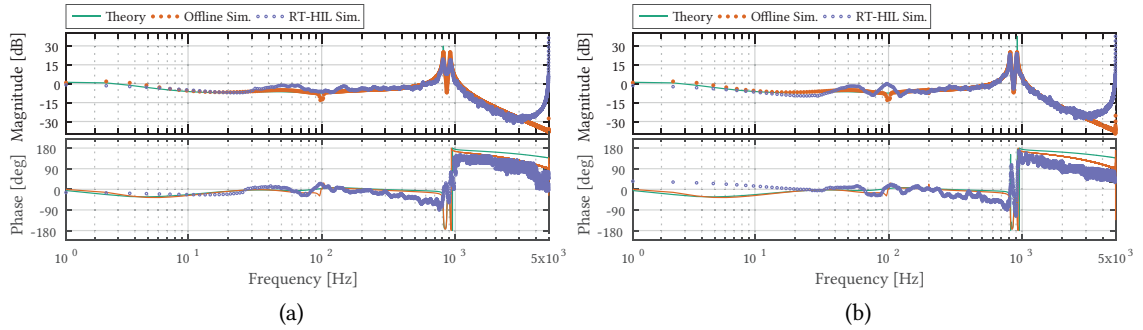 Theory Offline Sim. RT-HIL Sim.
30
15
0
-15
-30
Magnitude [dB]
180
90
0
-90
-180
Phase [deg]
10^0 10^1 10^2 10^3 5x10^3
Frequency [Hz]
(a)
Theory Offline Sim. RT-HIL Sim.
30
15
0
-15
-30
Magnitude [dB]
180
90
0
-90
-180
Phase [deg]
10^0 10^1 10^2 10^3 5x10^3
Frequency [Hz]
(b)